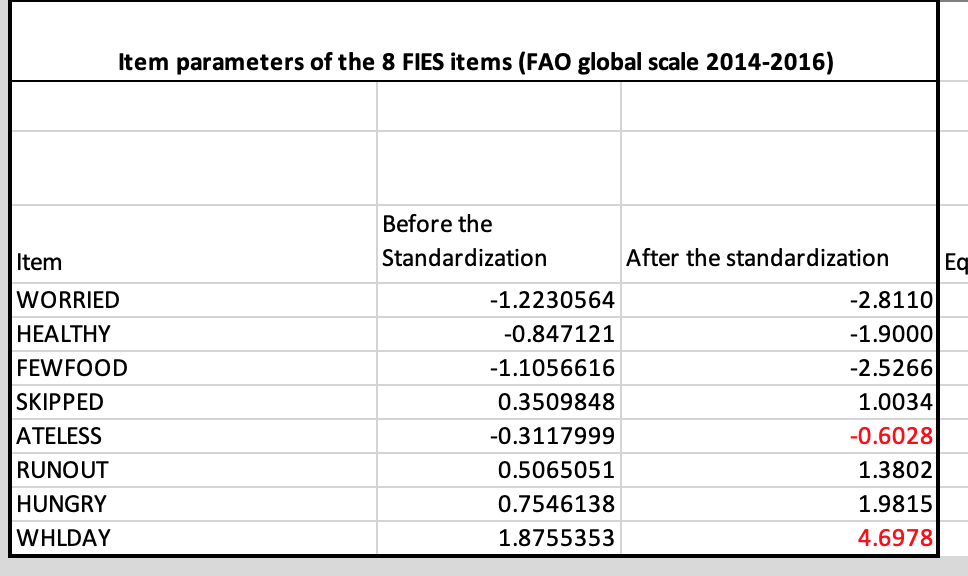 Item parameters of the 8 FIES items (FAO global scale 2014-2016)
Before the
Item Standardization After the standardization Eq
WORRIED -1.2230564 -2.8110
HEALTHY -0.847121 -1.9000
FEWFOOD -1.1056616 -2.5266
SKIPPED 0.3509848 1.0034
ATELESS -0.3117999 -0.6028
RUNOUT 0.5065051 1.3802
HUNGRY 0.7546138 1.9815
WHLDAY 1.8755353 4.6978